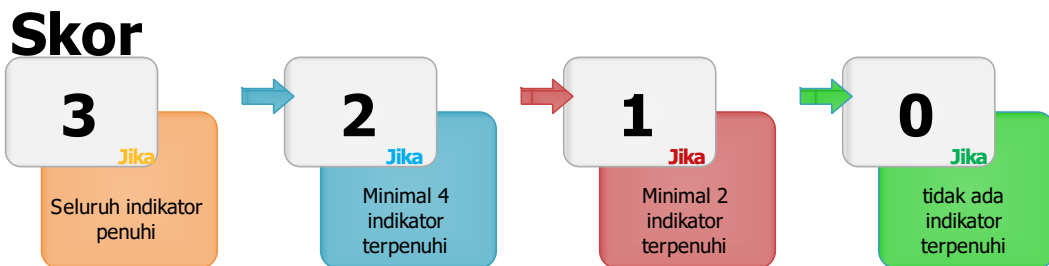 Skor
3
Jika
Seluruh indikator
penuhi
2
Jika
Minimal 4
indikator
terpenuhi
1
Jika
Minimal 2
indikator
terpenuhi
0
Jika
tidak ada
indikator
terpenuhi